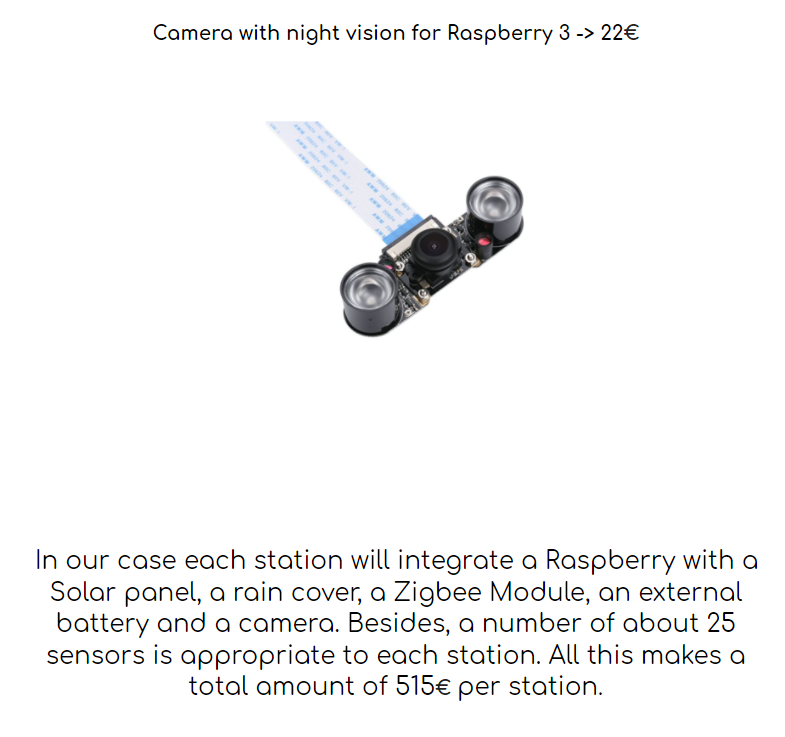 Camera with night vision for Raspberry 3 -> 22€
In our case each station will integrate a Raspberry with a
Solar panel, a rain cover, a Zigbee Module, an external
battery and a camera. Besides, a number of about 25
sensors is appropriate to each station. All this makes a
total amount of 515€ per station.